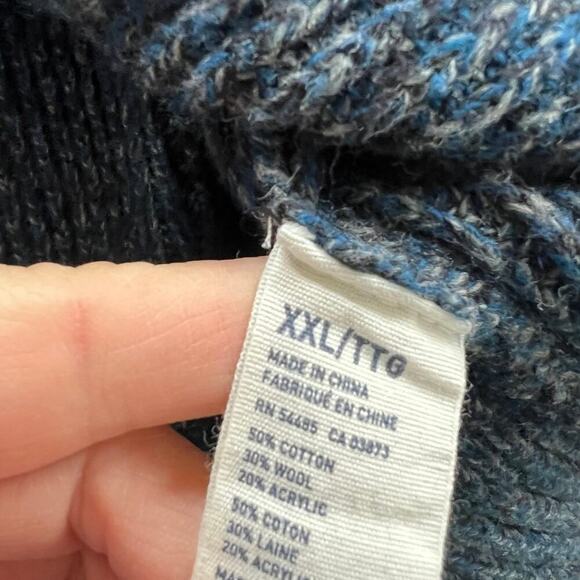 XXL/TTG
MADE IN CHINA
FABRIQUÉ EN CHINE
RN 54485 CA 03873
50% COTTON
30% WOOL
20% ACRYLIC
50% COTON
30% LAINE
20% ACRYLIC